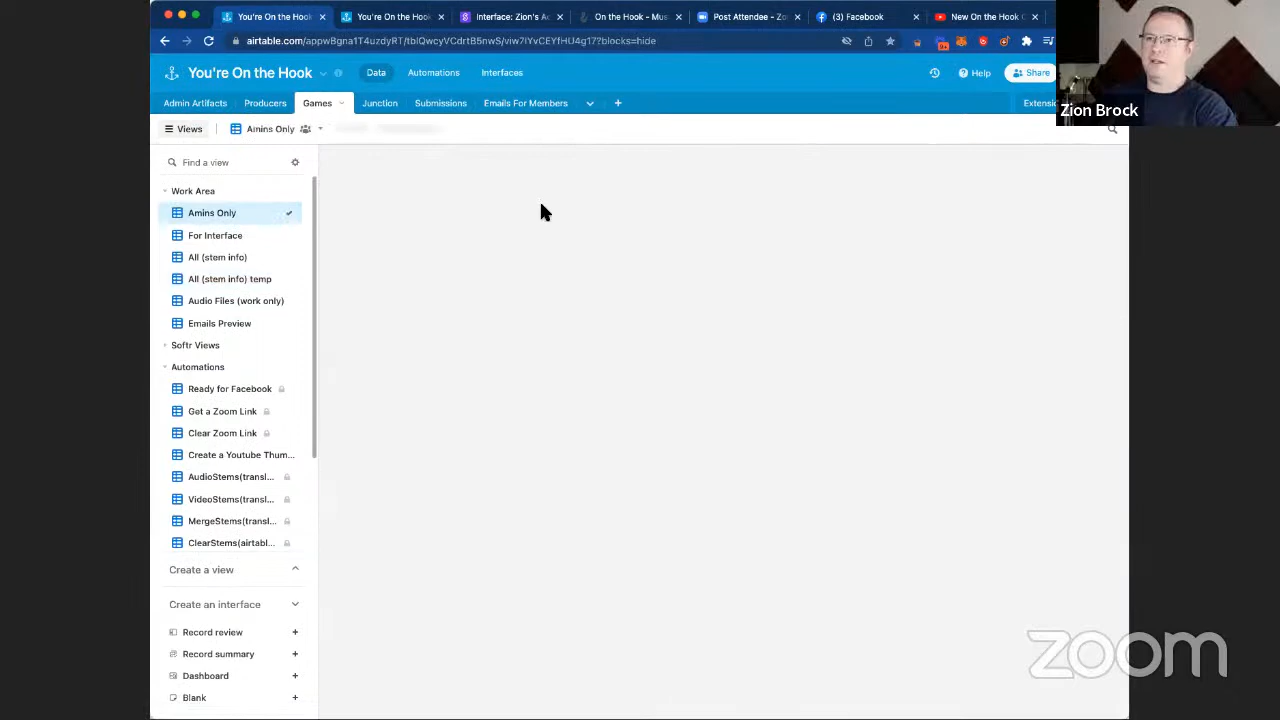 You're On the Hook
You're On the Hook
Interface: Zion's Ac
On the Hook - Mus
Post Attendee - Zo
(3) Facebook
New On the Hook C
airtable.com/appwBgna1T4uzdyRT/tblQwcyVCdrtB5nwS/viw7IYvCEYfHU4g17?blocks=hide
You're On the Hook
Data
Automations
Interfaces
Help
Share
Admin Artifacts
Producers
Games
Junction
Submissions
Emails For Members
Extensi
Views
Amins Only
Find a view
Work Area
Amins Only
For Interface
All (stem info)
All (stem info) temp
Audio Files (work only)
Emails Preview
Softr Views
Automations
Ready for Facebook
Get a Zoom Link
Clear Zoom Link
Create a Youtube Thum...
AudioStems(transl...
VideoStems(transl...
MergeStems(transl...
ClearStems(airtabl...
Create a view
Create an interface
Record review
Record summary
Dashboard
Blank
Zion Brock
zoom